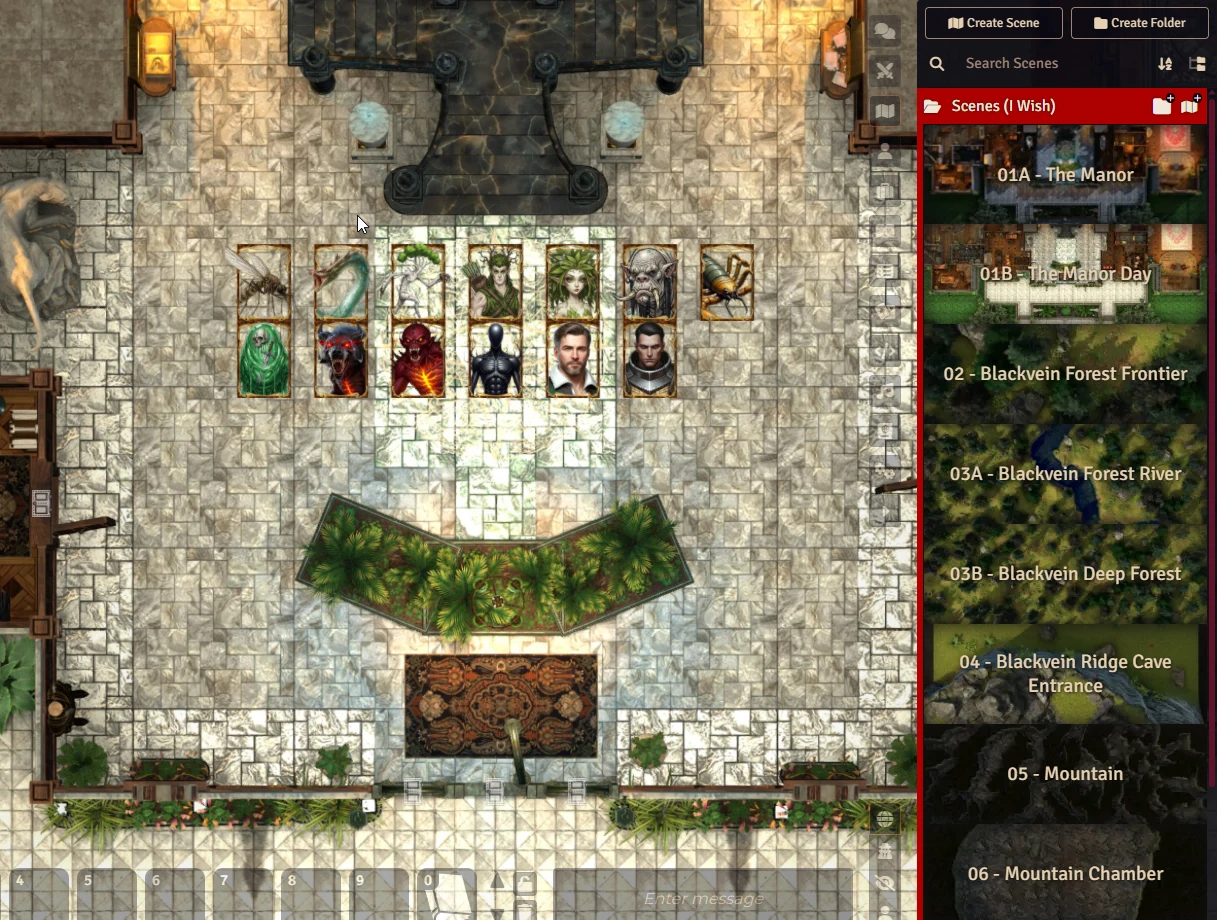 Create Scene
Create Folder
Search Scenes
Scenes (I Wish)
01A - The Manor
01B - The Manor Day
02 - Blackvein Forest Frontier
03A - Blackvein Forest River
03B - Blackvein Deep Forest
04 - Blackvein Ridge Cave
Entrance
05 - Mountain
06 - Mountain Chamber
4 5 6 7 8 9 0
Enter message